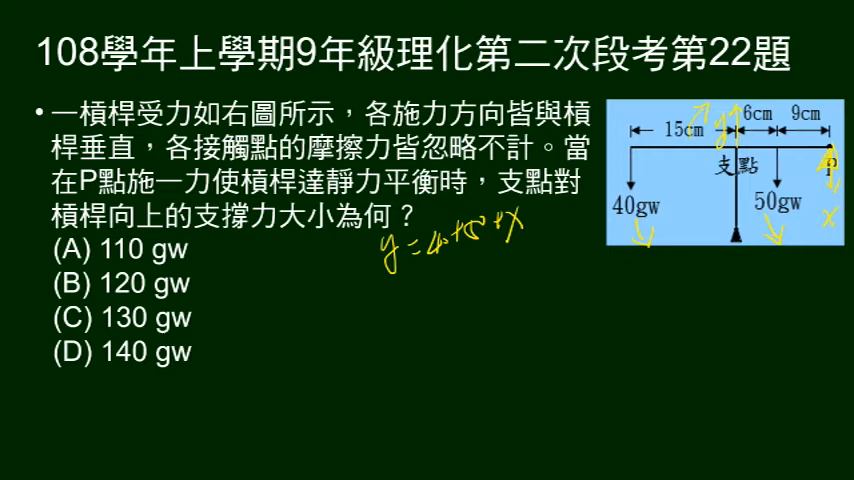 108學年上學期9年級理化第二次段考第22題
• 一槓桿受力如右圖所示，各施力方向皆與槓
桿垂直，各接觸點的摩擦力皆忽略不計。當
在P點施一力使槓桿達靜力平衡時，支點對
槓桿向上的支撐力大小為何？
(A) 110 gw
(B) 120 gw
(C) 130 gw
(D) 140 gw
y = 40+50+x
6cm 9cm
15cm y
支點 P
40gw 50gw x